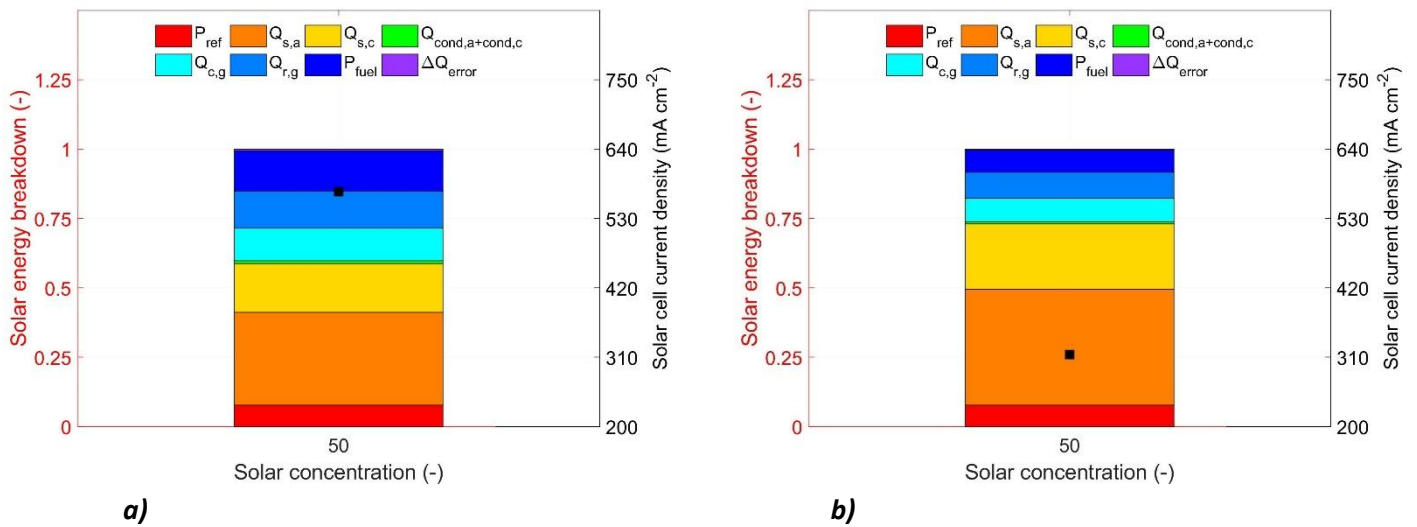 P_ref Q_s,a Q_s,c Q_cond,a+cond,c
Q_c,g Q_r,g P_fuel ΔQ_error
Solar energy breakdown (-)
1.25
1
0.75
0.5
0.25
0
Solar cell current density (mA cm⁻²)
750
640
530
420
310
200
50
Solar concentration (-)
a)
P_ref Q_s,a Q_s,c Q_cond,a+cond,c
Q_c,g Q_r,g P_fuel ΔQ_error
Solar energy breakdown (-)
1.25
1
0.75
0.5
0.25
0
Solar cell current density (mA cm⁻²)
750
640
530
420
310
200
50
Solar concentration (-)
b)